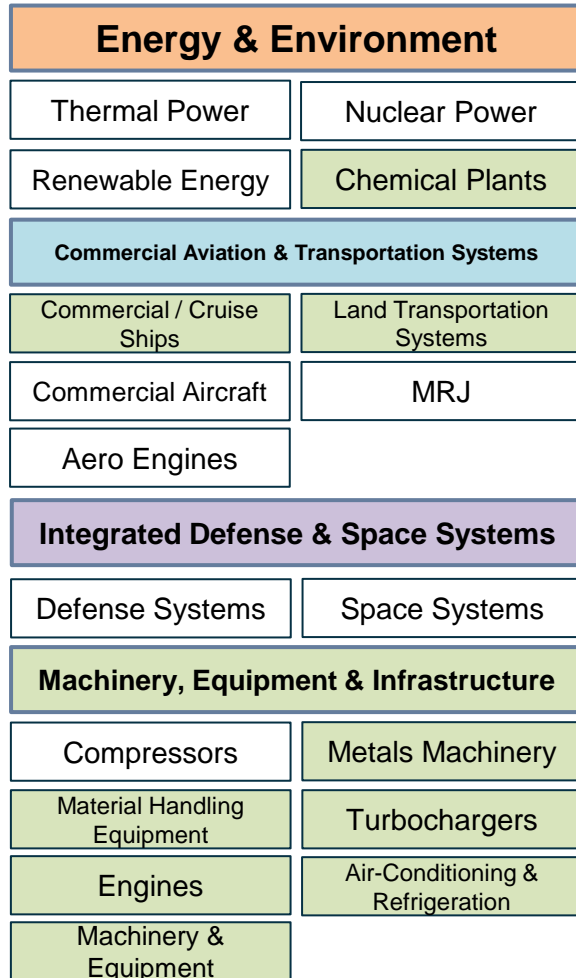 Energy & Environment
Thermal Power
Nuclear Power
Renewable Energy
Chemical Plants
Commercial Aviation & Transportation Systems
Commercial / Cruise
Ships
Land Transportation
Systems
Commercial Aircraft
MRJ
Aero Engines
Integrated Defense & Space Systems
Defense Systems
Space Systems
Machinery, Equipment & Infrastructure
Compressors
Metals Machinery
Material Handling
Equipment
Turbochargers
Engines
Air-Conditioning &
Refrigeration
Machinery &
Equipment